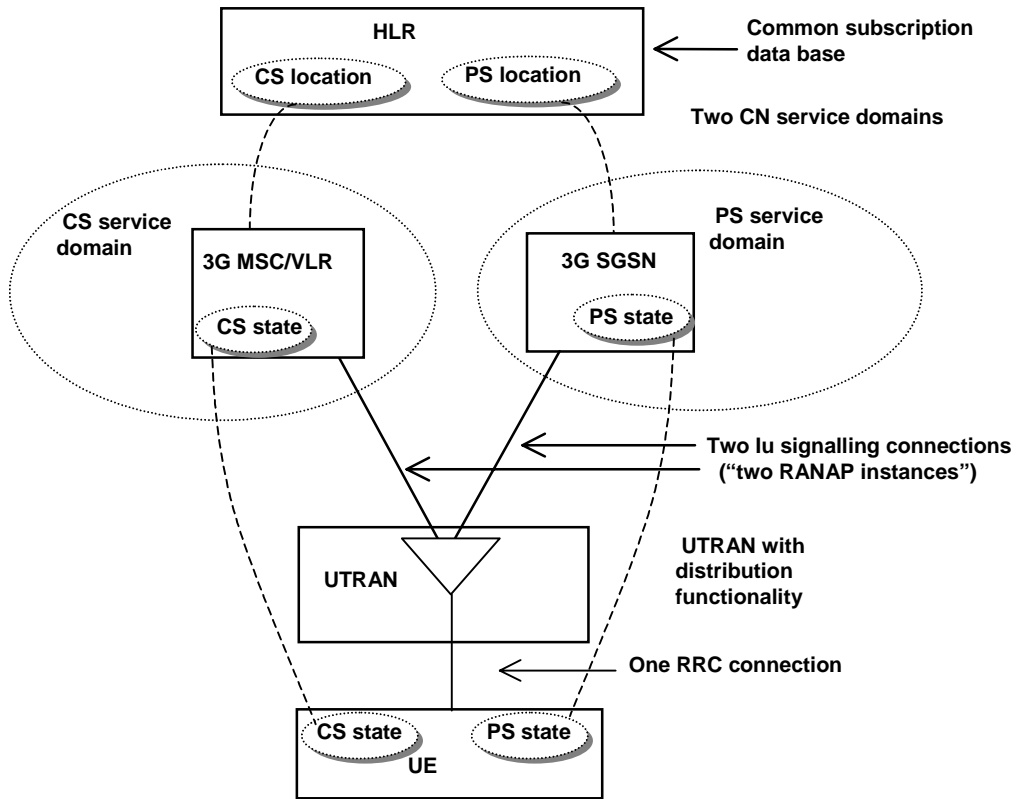 HLR
Common subscription
data base
CS location
PS location
Two CN service domains
CS service
domain
PS service
domain
3G MSC/VLR
3G SGSN
CS state
PS state
Two Iu signalling connections
(“two RANAP instances”)
UTRAN
UTRAN with
distribution
functionality
One RRC connection
CS state
PS state
UE